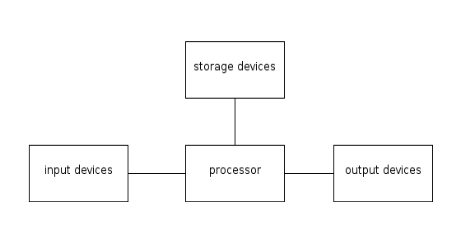 storage devices
input devices
processor
output devices